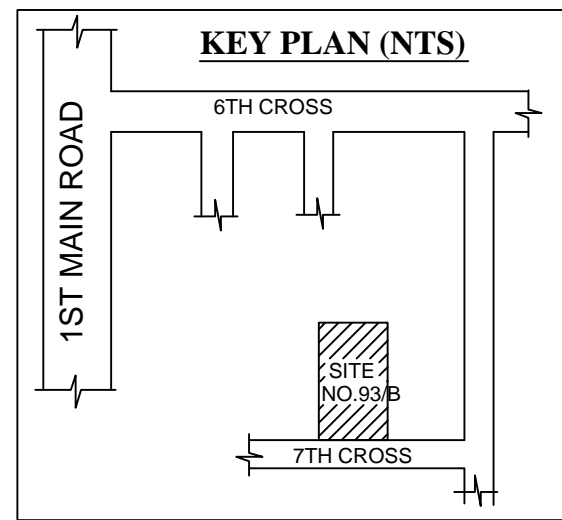 KEY PLAN (NTS)
6TH CROSS
1ST MAIN ROAD
SITE
NO.93/B
7TH CROSS